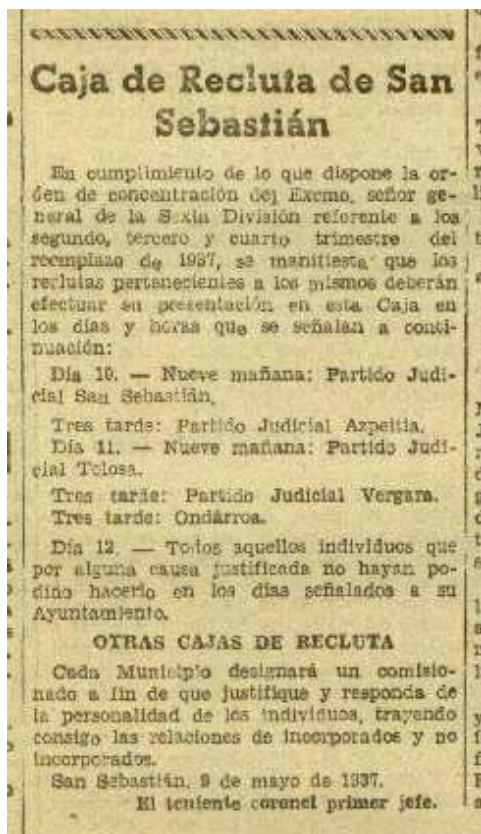 Caja de Recluta de San
Sebastián
En cumplimiento de lo que dispone la or-
den de concentración del Excmo, señor ge-
neral de la Sexta División referente a los
segundo, tercero y cuarto trimestre del
reemplazo de 1937, se manifiesta que los
reclutas pertenecientes a los mismos deberán
efectuar su presentación en esta Caja en
los días y horas que se señalan a conti-
nuación:
Día 10. — Nueve mañana: Partido Judi-
cial San Sebastián.
Tres tarde: Partido Judicial Azpeitia.
Día 11. — Nueve mañana: Partido Judi-
cial Tolosa.
Tres tarde: Partido Judicial Vergara.
Tres tarde: Ondárroa.
Día 12. — Todos aquellos individuos que
por alguna causa justificada no hayan po-
dido hacerlo en los días señalados a su
Ayuntamiento.
OTRAS CAJAS DE RECLUTA
Cada Municipio designará un comisio-
nado a fin de que justifique y responda de
la personalidad de los individuos, trayendo
consigo las relaciones de incorporados y no
incorporados.
San Sebastián, 9 de mayo de 1937.
El teniente coronel primer jefe.